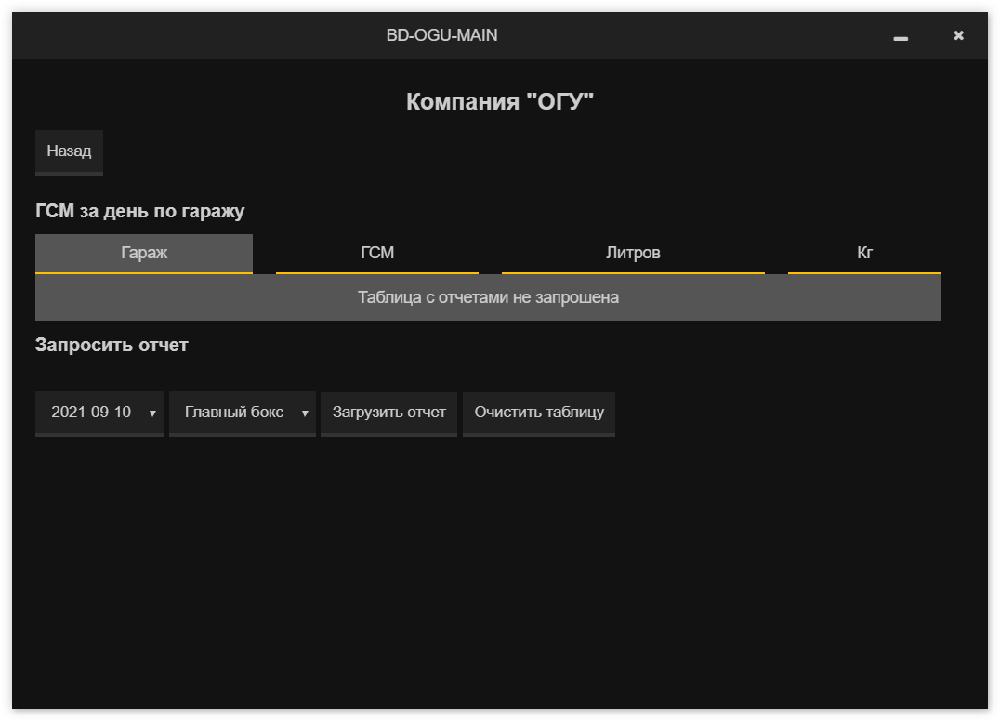 BD-OGU-MAIN
Компания "ОГУ"
Назад
ГСМ за день по гаражу
Гараж ГСМ Литров Кг
Таблица с отчетами не запрошена
Запросить отчет
2021-09-10 Главный бокс Загрузить отчет Очистить таблицу